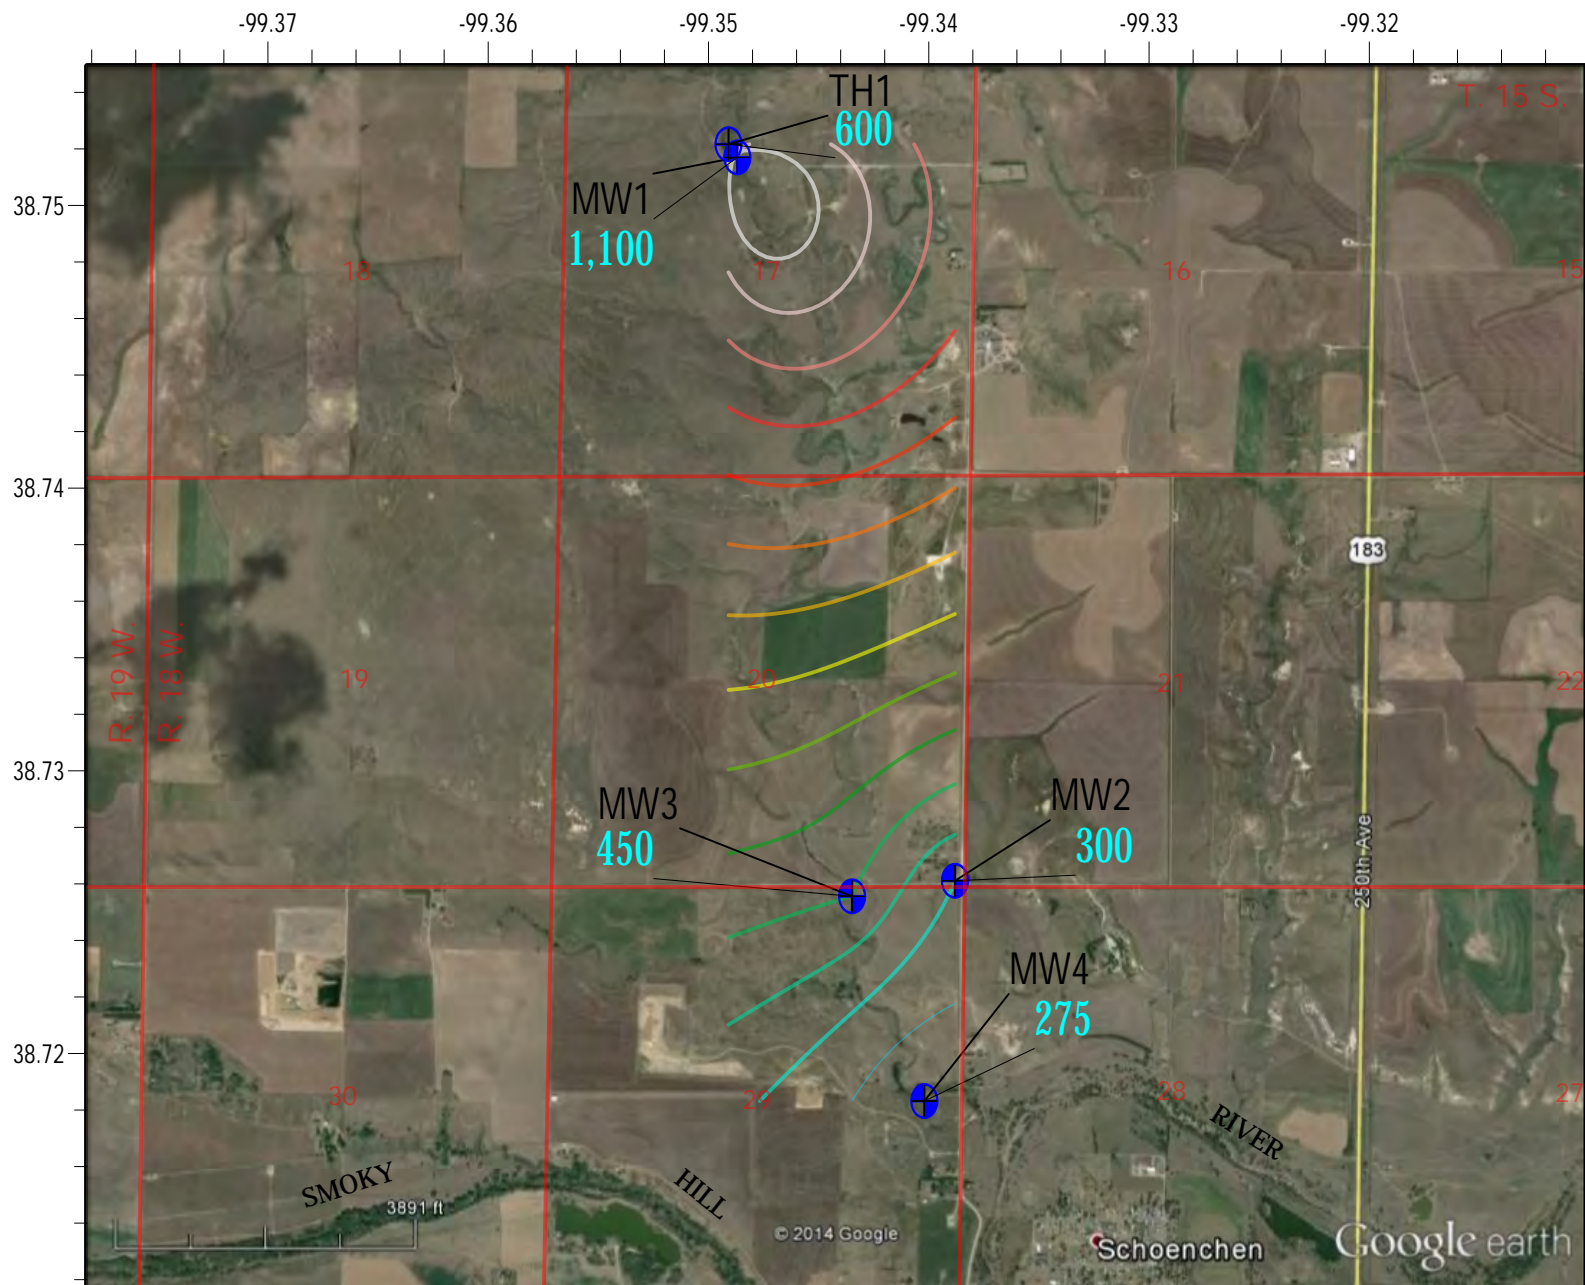 -99.37
-99.36
-99.35
-99.34
-99.33
-99.32
T. 15 S.
TH1
600
MW1
1,100
38.75
18
17
16
15
38.74
183
R. 19 W.
R. 18 W.
19
20
21
22
38.73
MW3
450
MW2
300
250th Ave
MW4
275
38.72
30
29
28
27
SMOKY
HILL
RIVER
3891 ft
© 2014 Google
Schoenchen
Google earth